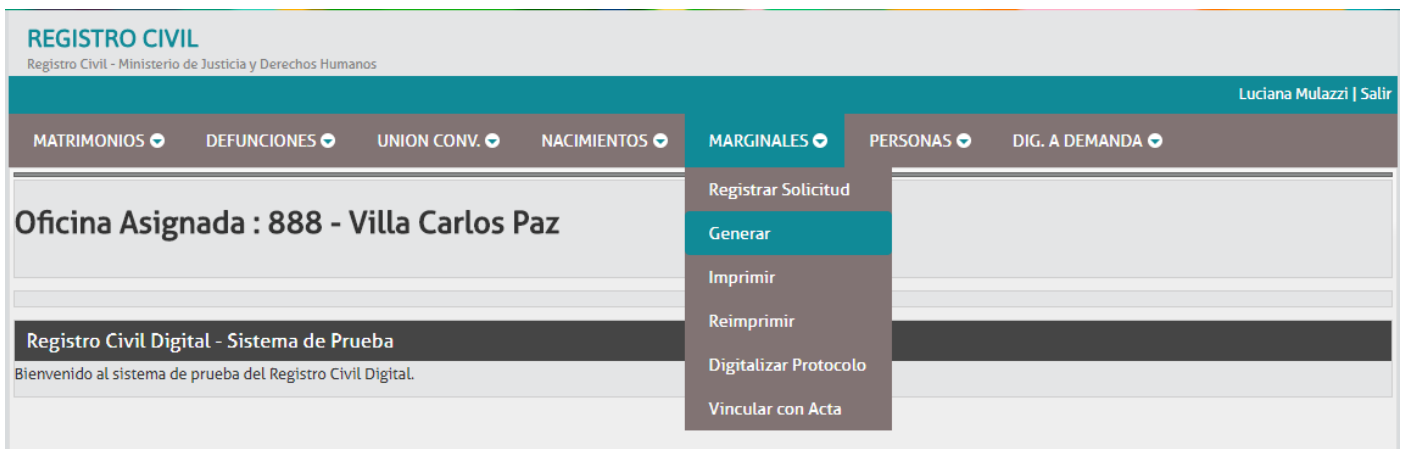 REGISTRO CIVIL
Registro Civil - Ministerio de Justicia y Derechos Humanos
Luciana Mulazzi | Salir
MATRIMONIOS DEFUNCIONES UNION CONV. NACIMIENTOS MARGINALES PERSONAS DIG. A DEMANDA
Registrar Solicitud
Generar
Imprimir
Reimprimir
Digitalizar Protocolo
Vincular con Acta
Oficina Asignada : 888 - Villa Carlos Paz
Registro Civil Digital - Sistema de Prueba
Bienvenido al sistema de prueba del Registro Civil Digital.